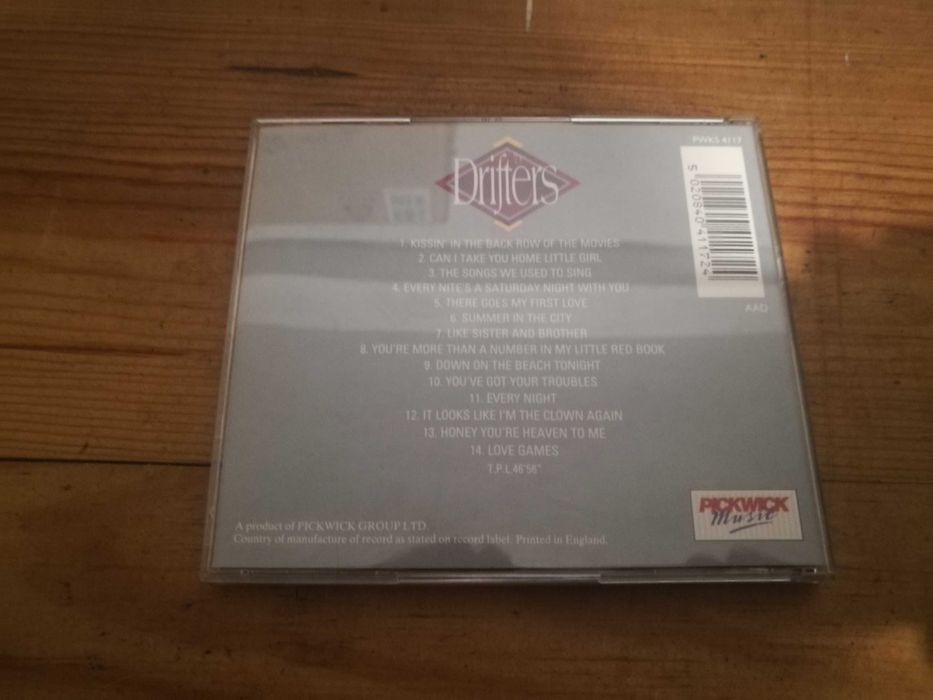 PWKS 4117
The
Drifters
5 020840 411724
AAD
1. KISSIN' IN THE BACK ROW OF THE MOVIES
2. CAN I TAKE YOU HOME LITTLE GIRL
3. THE SONGS WE USED TO SING
4. EVERY NITE'S A SATURDAY NIGHT WITH YOU
5. THERE GOES MY FIRST LOVE
6. SUMMER IN THE CITY
7. LIKE SISTER AND BROTHER
8. YOU'RE MORE THAN A NUMBER IN MY LITTLE RED BOOK
9. DOWN ON THE BEACH TONIGHT
10. YOU'VE GOT YOUR TROUBLES
11. EVERY NIGHT
12. IT LOOKS LIKE I'M THE CLOWN AGAIN
13. HONEY YOU'RE HEAVEN TO ME
14. LOVE GAMES
T.P.L. 46'56"
PICKWICK
Music
A product of PICKWICK GROUP LTD.
Country of manufacture of record as stated on record label. Printed in England.